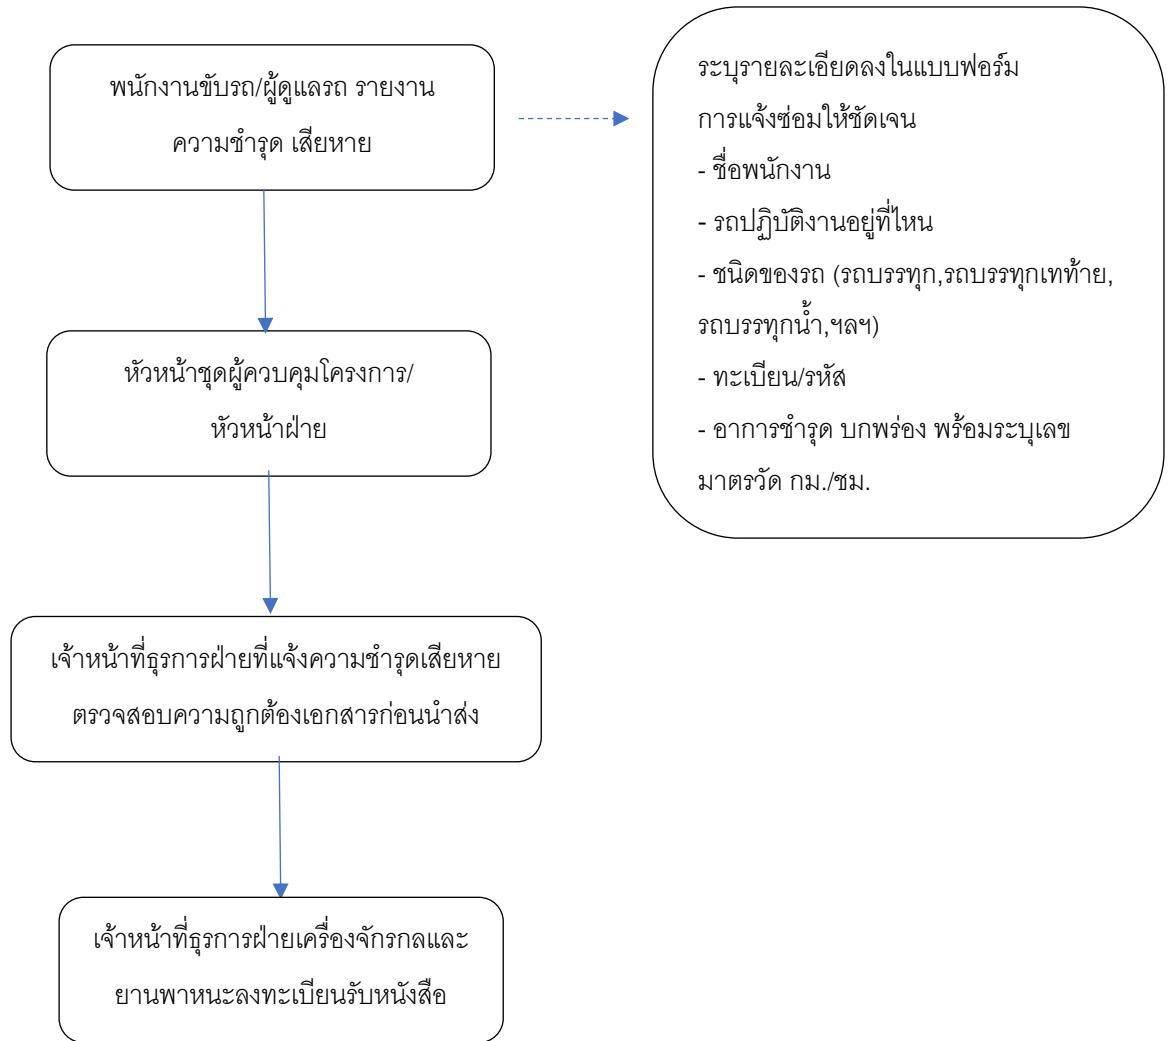 พนักงานขับรถ/ผู้ดูแลรถ รายงาน
ความชำรุด เสียหาย
ระบุรายละเอียดลงในแบบฟอร์ม
การแจ้งซ่อมให้ชัดเจน
- ชื่อพนักงาน
- รถปฏิบัติงานอยู่ที่ไหน
- ชนิดของรถ (รถบรรทุก,รถบรรทุกเทท้าย,
รถบรรทุกน้ำ,ฯลฯ)
- ทะเบียน/รหัส
- อาการชำรุด บกพร่อง พร้อมระบุเลข
มาตรวัด กม./ชม.
หัวหน้าชุดผู้ควบคุมโครงการ/
หัวหน้าฝ่าย
เจ้าหน้าที่ธุรการฝ่ายที่แจ้งความชำรุดเสียหาย
ตรวจสอบความถูกต้องเอกสารก่อนนำส่ง
เจ้าหน้าที่ธุรการฝ่ายเครื่องจักรกลและ
ยานพาหนะลงทะเบียนรับหนังสือ